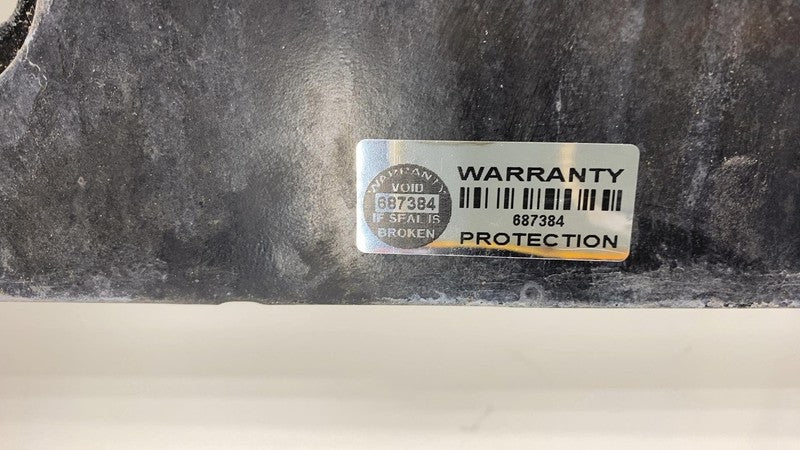 WARRANTY
VOID
687384
IF SEAL IS
BROKEN
WARRANTY
687384
PROTECTION